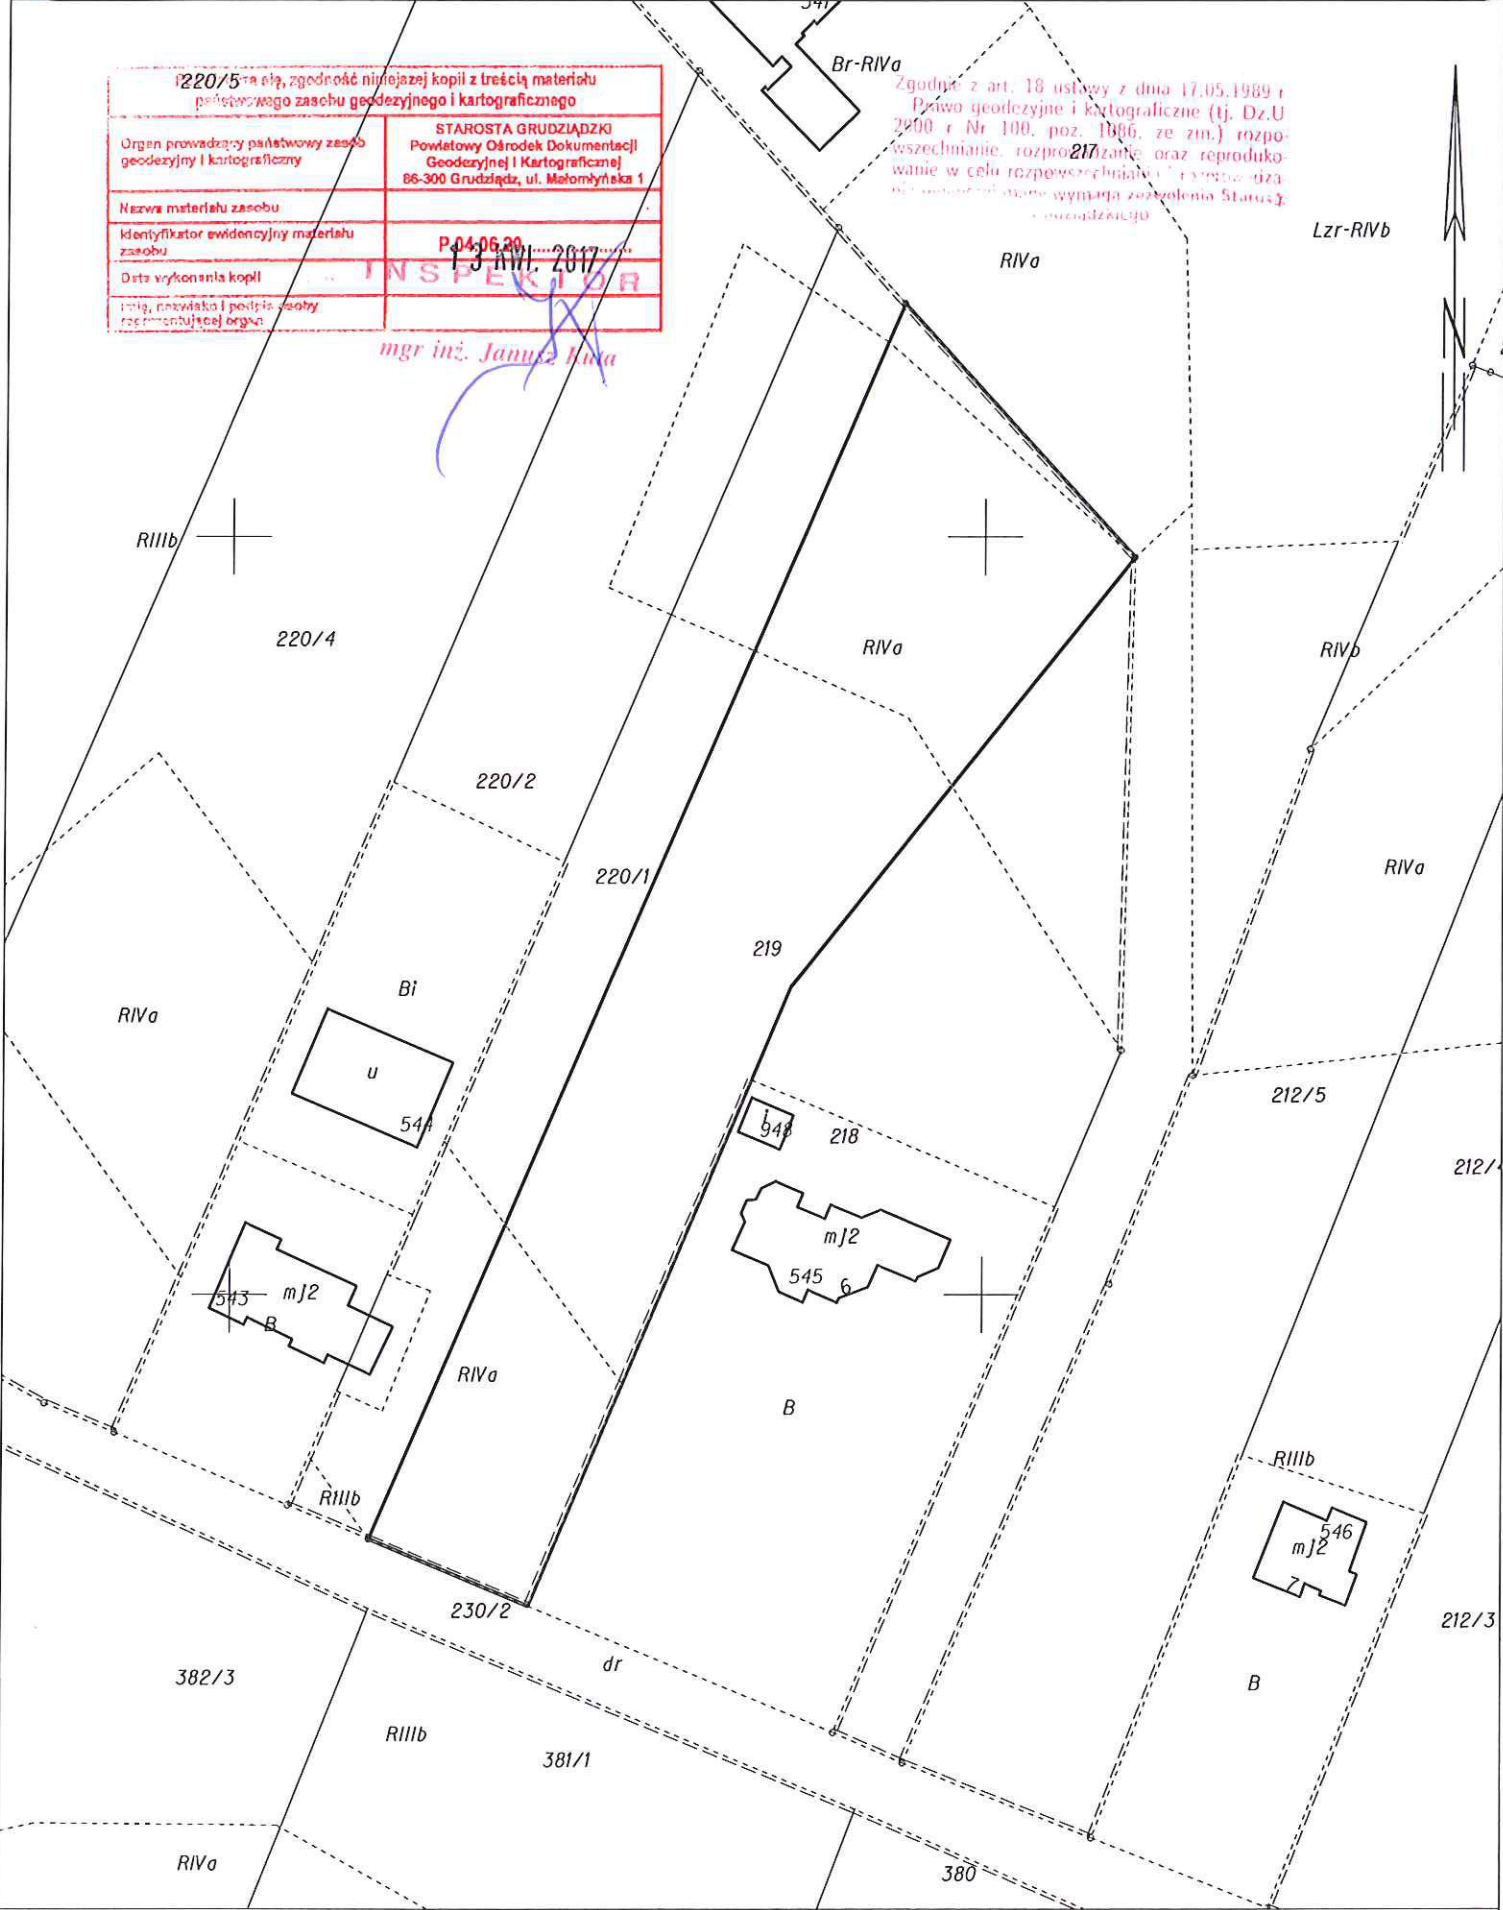 541
Br-RIVa
220/5
się, zgodność niniejszej kopii z treścią materiału
państwowego zasobu geodezyjnego i kartograficznego
Organ prowadzący państwowy zasób
geodezyjny i kartograficzny
STAROSTA GRUDZIĄDZKI
Powiatowy Ośrodek Dokumentacji
Geodezyjnej i Kartograficznej
86-300 Grudziądz, ul. Małomłyńska 1
Nazwa materiału zasobu
Identyfikator ewidencyjny materiału
zasobu
P.04.06.20
Data wykonania kopii
13 KWI. 2017
INSPEKTOR
imię, nazwisko i podpis osoby
reprezentującej organ
mgr inż. Janusz
Zgodnie z art. 18 ustawy z dnia 17.05.1989 r
Prawo geodezyjne i kartograficzne (tj. Dz.U
2000 r Nr 100, poz. 1086, ze zm.) rozpo-
wszechnianie, rozprowadzanie oraz reproduko-
wanie w celu rozpowszechniania i
wymaga zezwolenia Starosty
217
Lzr-RIVb
RIVa
N
RIIIb
220/4
RIVa
RIVb
220/2
220/1
RIVa
219
Bi
RIVa
u
544
212/5
948
i
218
212/4
mj2
545
6
543
mj2
B
RIVa
B
RIIIb
RIIIb
546
mj2
7
230/2
212/3
dr
382/3
B
RIIIb
381/1
RIVa
380